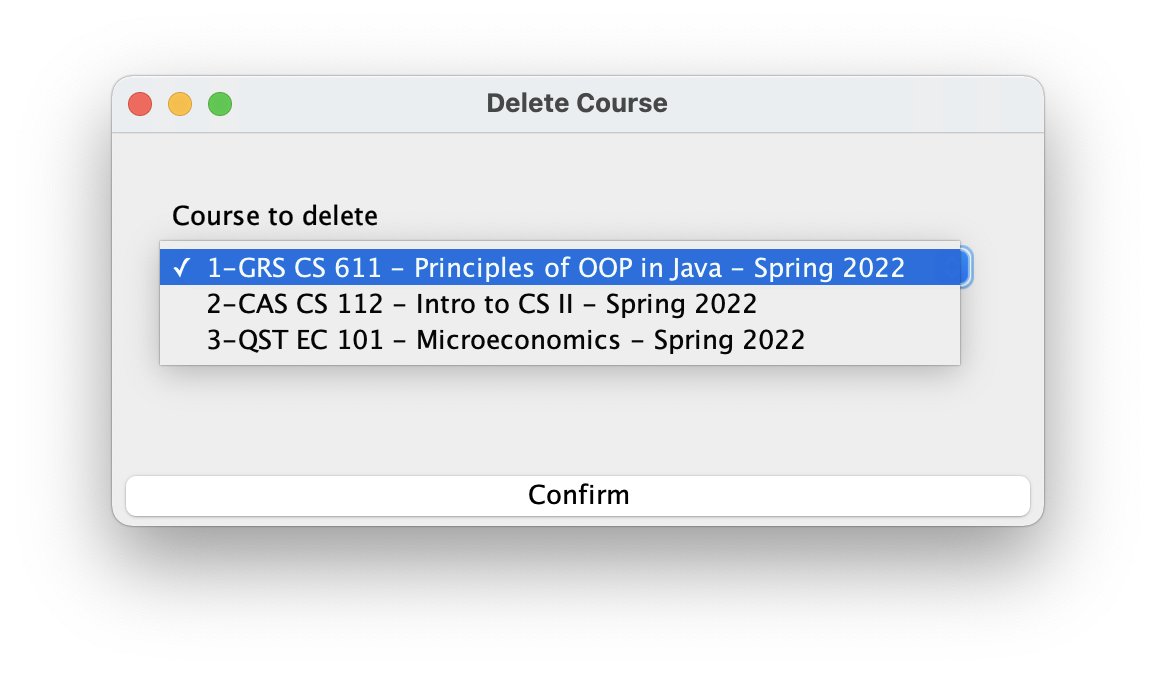 Delete Course
Course to delete
✓ 1-GRS CS 611 - Principles of OOP in Java - Spring 2022
2-CAS CS 112 - Intro to CS II - Spring 2022
3-QST EC 101 - Microeconomics - Spring 2022
Confirm